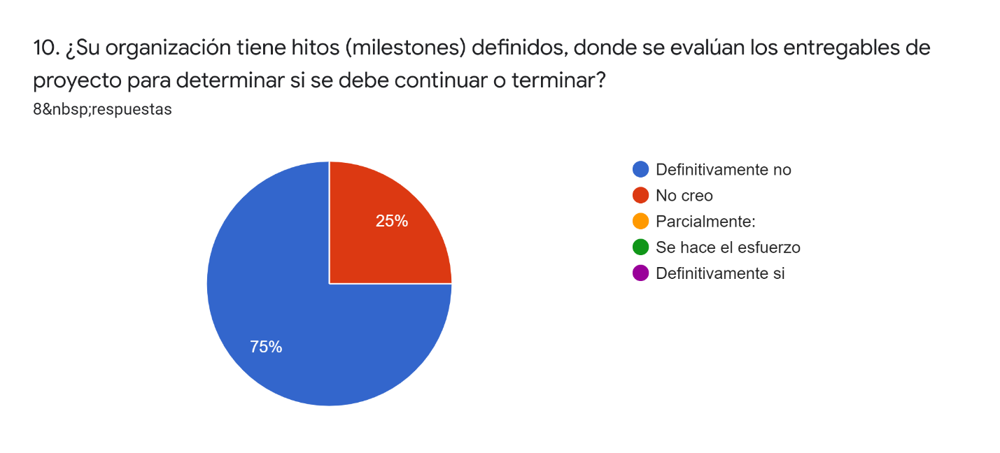 10. ¿Su organización tiene hitos (milestones) definidos, donde se evalúan los entregables de
proyecto para determinar si se debe continuar o terminar?
8&nbsp;respuestas
Definitivamente no
No creo
Parcialmente:
Se hace el esfuerzo
Definitivamente si
25%
75%